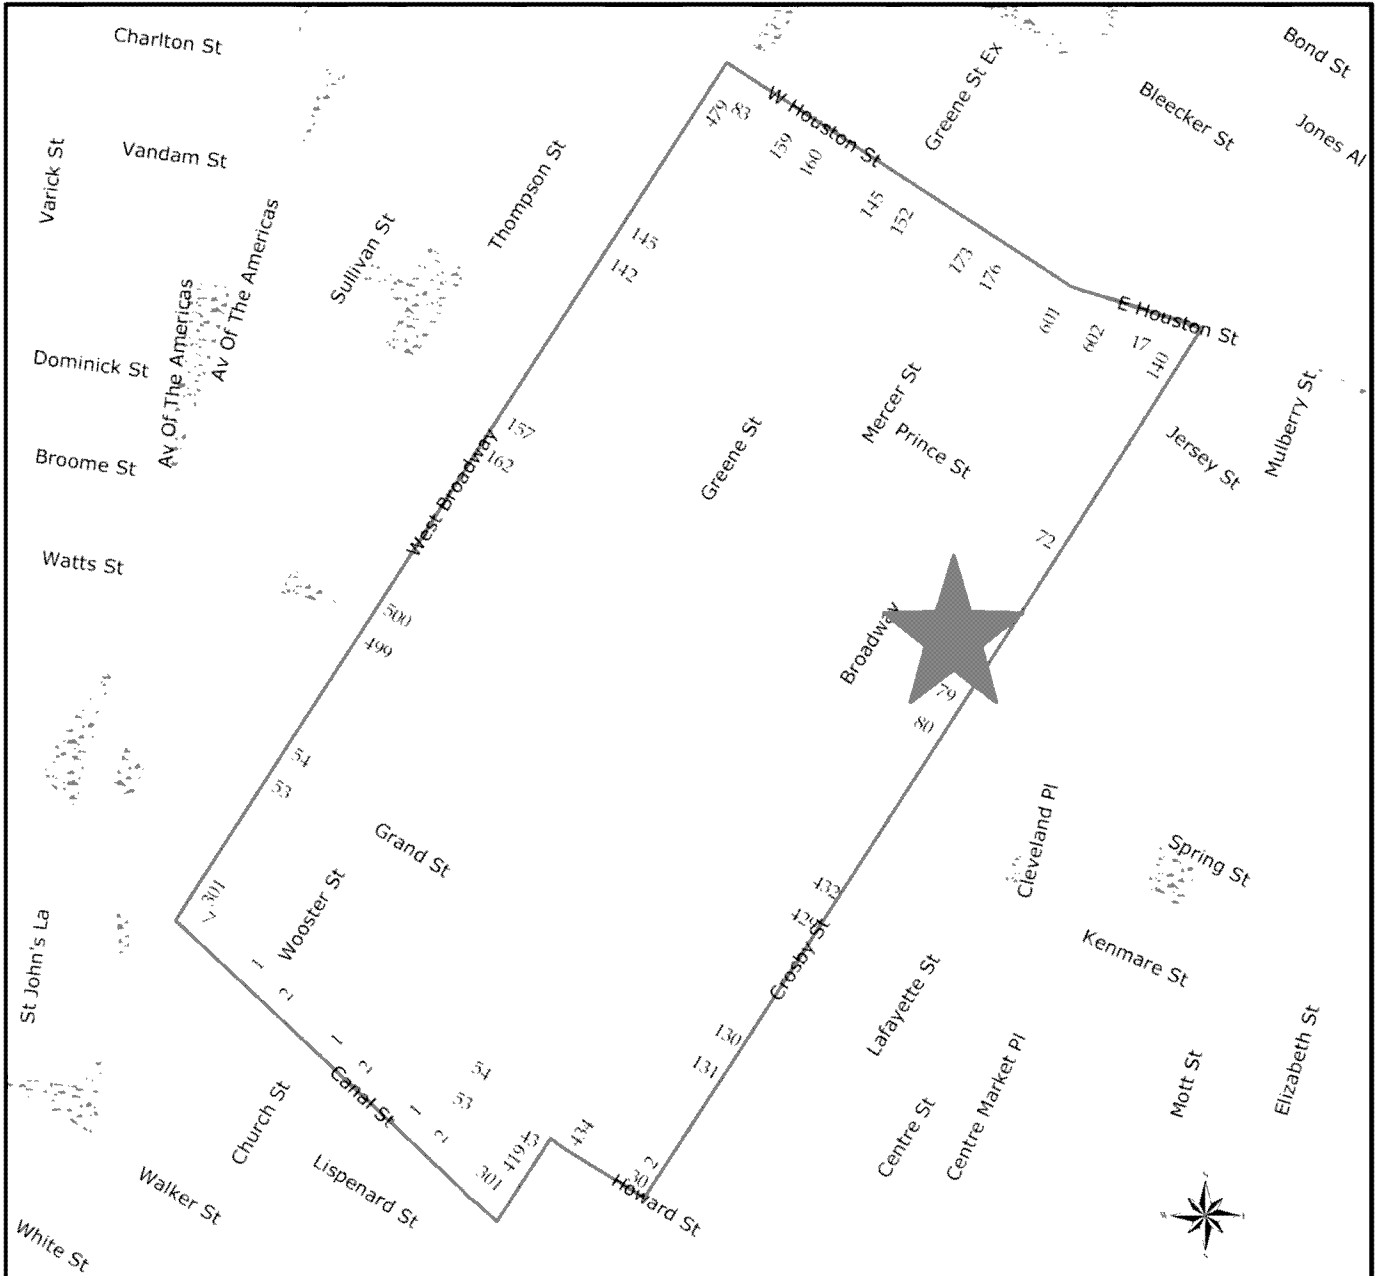 Charlton St
Bond St
Greene St Ex
Bleecker St
W Houston St
479
83
Jones Al
Varick St
Vandam St
Thompson St
159
160
Av Of The Americas
Sullivan St
145
152
145
142
173
176
Av Of The Americas
601
602
E Houston St
17
140
Dominick St
Mercer St
Mulberry St
Broome St
157
162
Greene St
Prince St
Jersey St
West Broadway
72
Watts St
500
499
Broadway
79
80
54
53
Grand St
Cleveland Pl
Spring St
301
7
Wooster St
432
429
Crosby St
St John's La
1
2
Lafayette St
Kenmare St
1
2
Canal St
54
53
130
131
Centre Market Pl
Mott St
Elizabeth St
Church St
1
2
43
419
434
Centre St
301
2
30
Howard St
Lispenard St
Walker St
White St